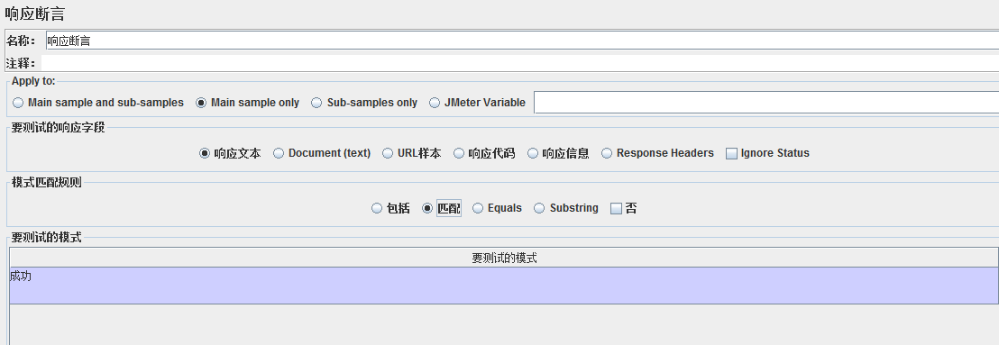 响应断言
名称： 响应断言
注释：
Apply to:
Main sample and sub-samples Main sample only Sub-samples only JMeter Variable
要测试的响应字段
响应文本 Document (text) URL样本 响应代码 响应信息 Response Headers Ignore Status
模式匹配规则
包括 匹配 Equals Substring 否
要测试的模式
要测试的模式
成功